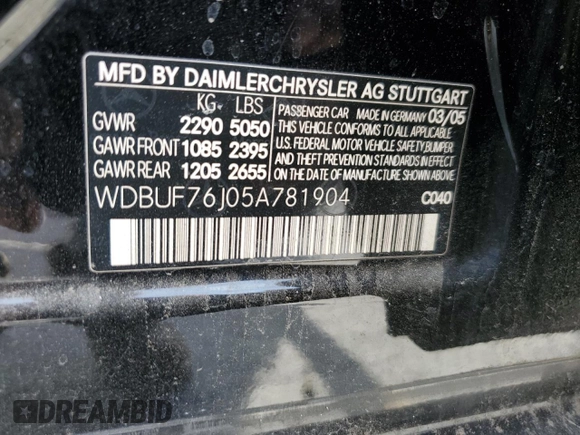 MFD BY DAIMLERCHRYSLER AG STUTTGART
KG LBS
GVWR 2290 5050
GAWR FRONT 1085 2395
GAWR REAR 1205 2655
PASSENGER CAR MADE IN GERMANY 03/05
THIS VEHICLE CONFORMS TO ALL APPLICABLE
U.S. FEDERAL MOTOR VEHICLE SAFETY, BUMPER,
AND THEFT PREVENTION STANDARDS IN EFFECT
ON THE DATE OF MANUFACTURE SHOWN ABOVE.
WDBUF76J05A781904 C040
DREAMBID